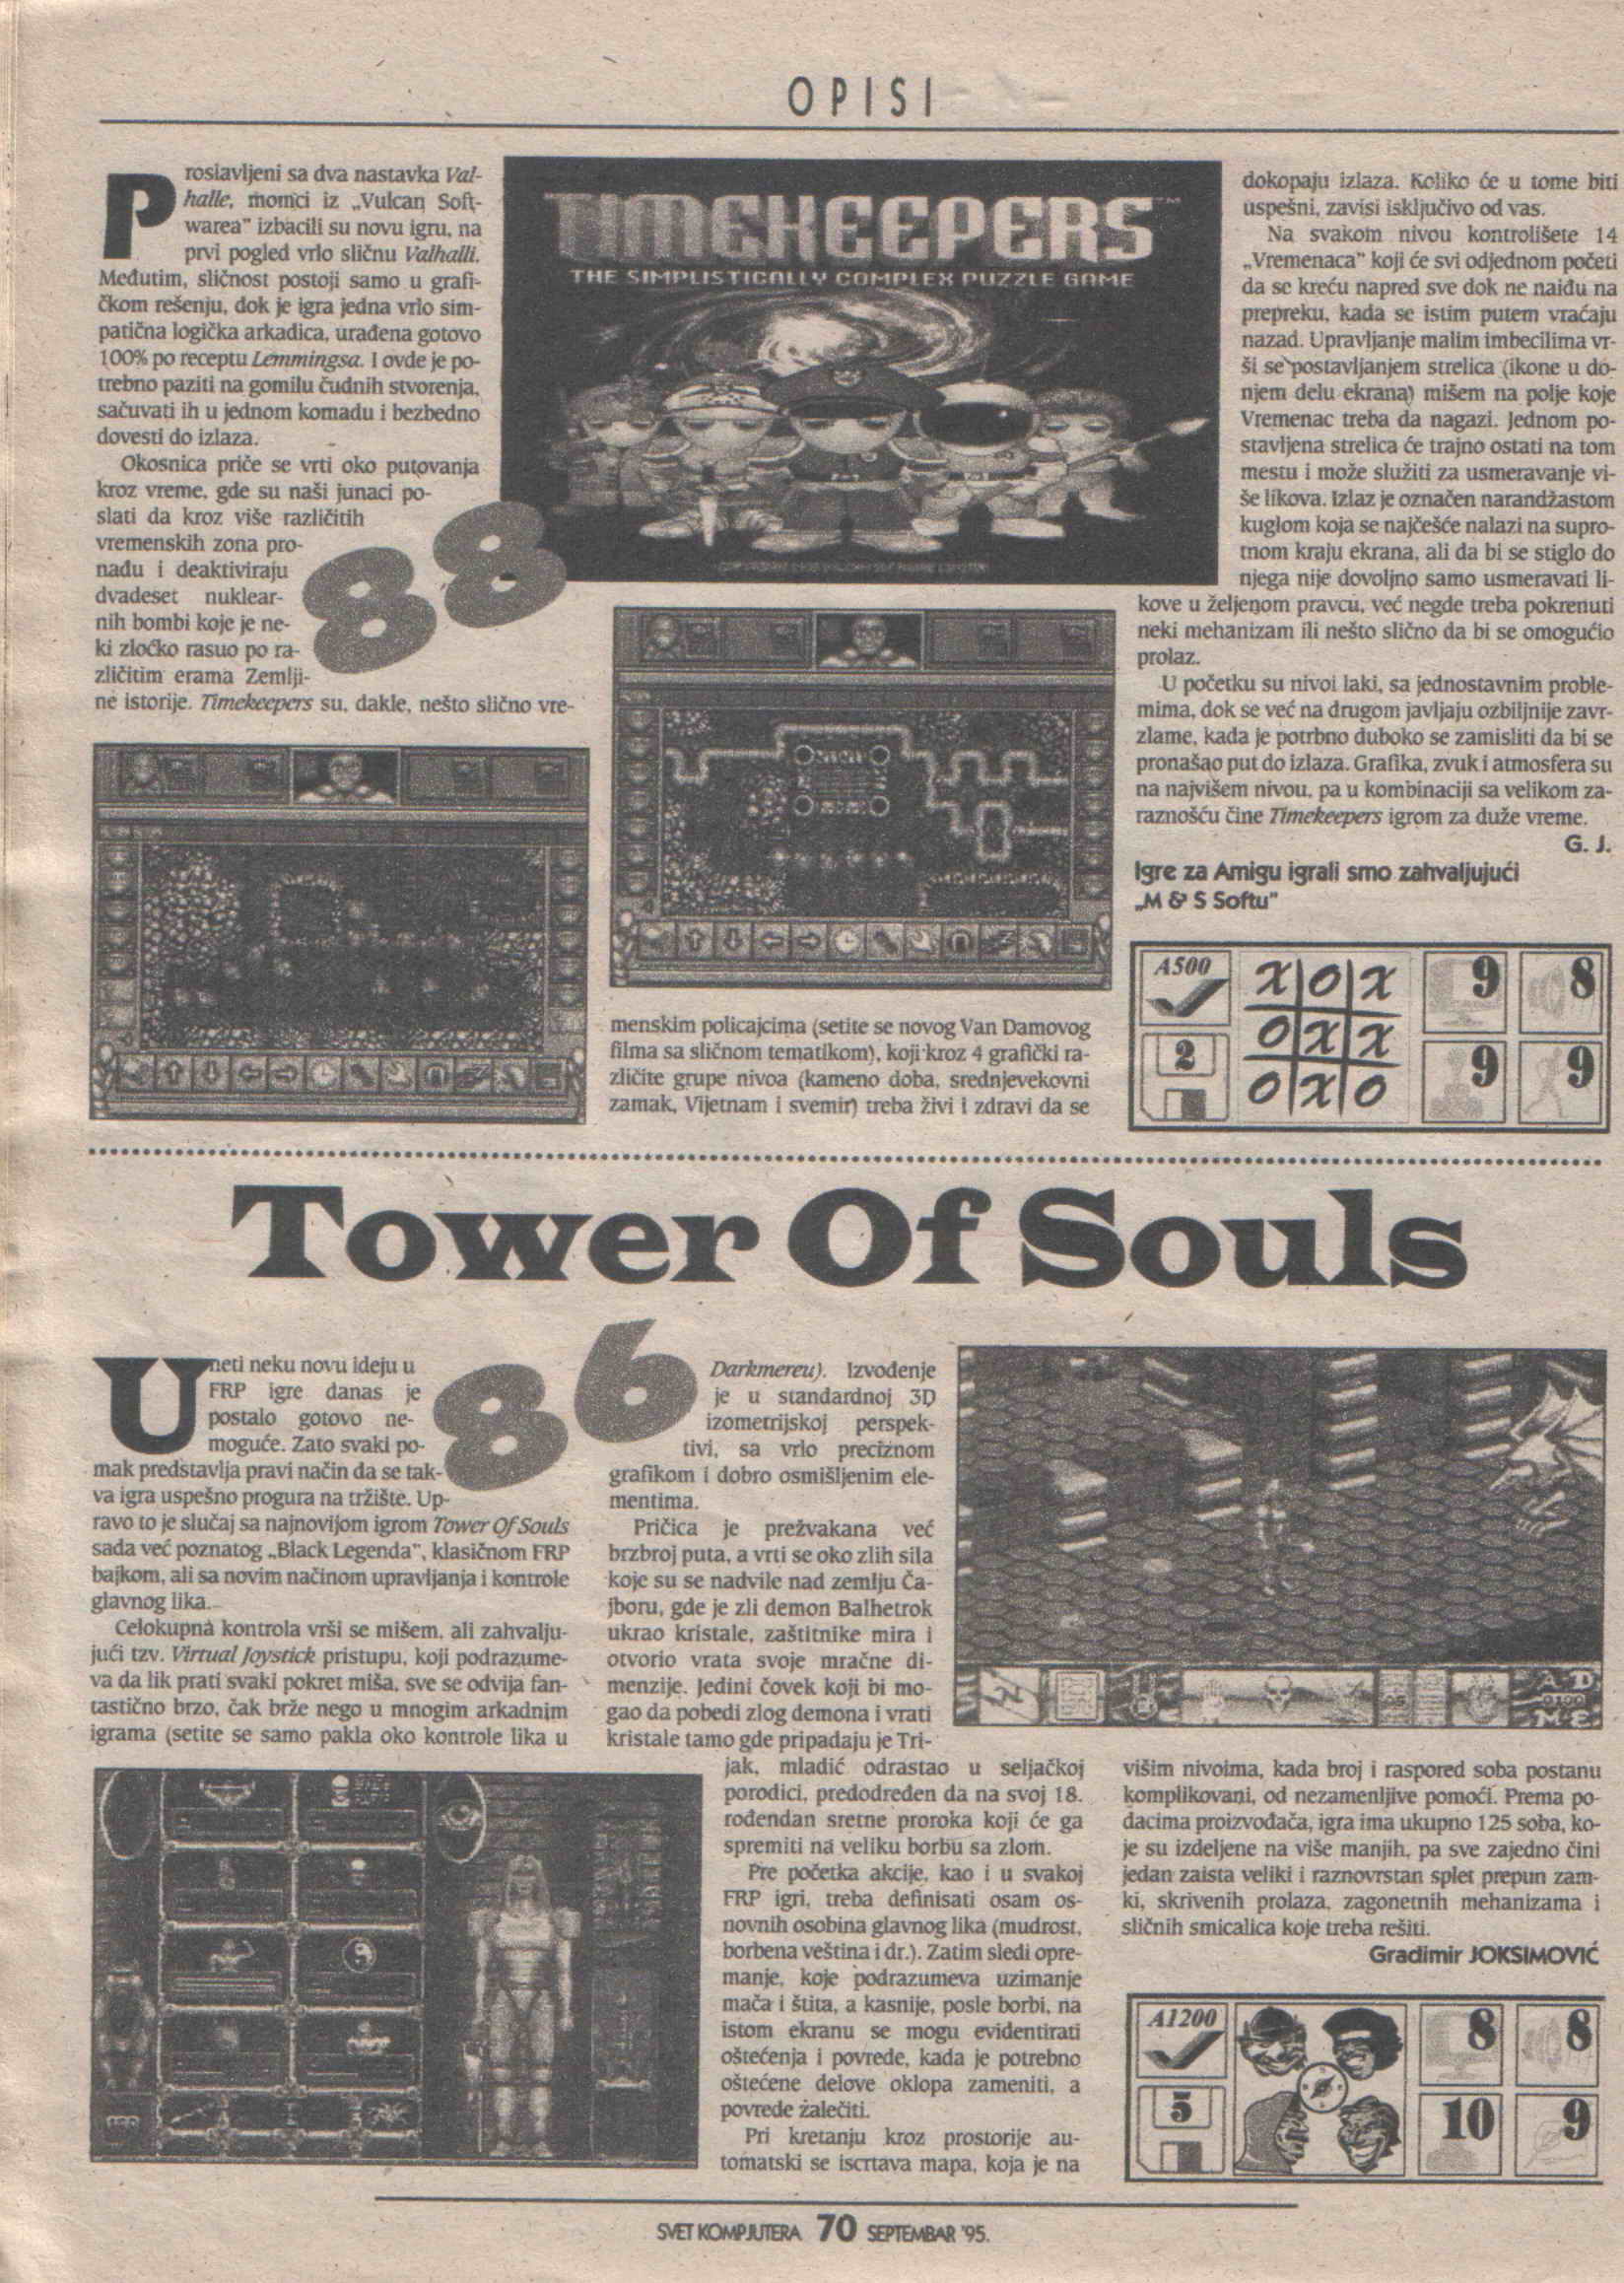 OPISI
Proslavljeni sa dva nastavka Val-
halle, momci iz „Vulcan Soft-
warea” izbacili su novu igru, na
prvi pogled vrlo sličnu Valhalli.
Međutim, sličnost postoji samo u grafi-
čkom rešenju, dok je igra jedna vrlo sim-
patična logička arkadica, urađena gotovo
100% po receptu Lemmingsa. I ovde je po-
trebno paziti na gomilu čudnih stvorenja,
sačuvati ih u jednom komadu i bezbedno
dovesti do izlaza.
Okosnica priče se vrti oko putovanja
kroz vreme, gde su naši junaci po-
slati da kroz više različitih
vremenskih zona pro-
nađu i deaktiviraju
dvadeset nuklear-
nih bombi koje je ne-
ki zločko rasuo po ra-
zličitim erama Zemlji-
ne istorije. Timekeepers su, dakle, nešto slično vre-
88
TIMEKEEPERS™
THE SIMPLISTICALLY COMPLEX PUZZLE GAME
menskim policajcima (setite se novog Van Damovog
filma sa sličnom tematikom), koji kroz 4 grafički ra-
zličite grupe nivoa (kameno doba, srednjevekovni
zamak, Vijetnam i svemir) treba živi i zdravi da se
dokopaju izlaza. Koliko će u tome biti
uspešni, zavisi isključivo od vas.
Na svakom nivou kontrolišete 14
„Vremenaca” koji će svi odjednom početi
da se kreću napred sve dok ne naiđu na
prepreku, kada se istim putem vraćaju
nazad. Upravljanje malim imbecilima vr-
ši se postavljanjem strelica (ikone u do-
njem delu ekrana) mišem na polje koje
Vremenac treba da nagazi. Jednom po-
stavljena strelica će trajno ostati na tom
mestu i može služiti za usmeravanje vi-
še likova. Izlaz je označen narandžastom
kuglom koja se najčešće nalazi na supro-
tnom kraju ekrana, ali da bi se stiglo do
njega nije dovoljno samo usmeravati li-
kove u željenom pravcu, već negde treba pokrenuti
neki mehanizam ili nešto slično da bi se omogućio
prolaz.
U početku su nivoi laki, sa jednostavnim proble-
mima, dok se već na drugom javljaju ozbiljnije zavr-
zlame, kada je potrbno duboko se zamisliti da bi se
pronašao put do izlaza. Grafika, zvuk i atmosfera su
na najvišem nivou, pa u kombinaciji sa velikom za-
raznošću čine Timekeepers igrom za duže vreme.
G. J.
Igre za Amigu igrali smo zahvaljujući
„M & S Softu”
A500
2
X O X
O X X
O X O
9 8
9 9
Tower Of Souls
Uneti neku novu ideju u
FRP igre danas je
postalo gotovo ne-
moguće. Zato svaki po-
mak predstavlja pravi način da se tak-
va igra uspešno progura na tržište. Up-
ravo to je slučaj sa najnovijom igrom Tower Of Souls
sada već poznatog „Black Legenda”, klasičnom FRP
bajkom, ali sa novim načinom upravljanja i kontrole
glavnog lika.
Celokupna kontrola vrši se mišem, ali zahvalju-
jući tzv. Virtual Joystick pristupu, koji podrazume-
va da lik prati svaki pokret miša, sve se odvija fan-
tastično brzo, čak brže nego u mnogim arkadnim
igrama (setite se samo pakla oko kontrole lika u
86
Darkmereu). Izvođenje
je u standardnoj 3D
izometrijskoj perspek-
tivi, sa vrlo preciznom
grafikom i dobro osmišljenim ele-
mentima.
Pričica je prežvakana već
brzbroj puta, a vrti se oko zlih sila
koje su se nadvile nad zemlju Ča-
jboru, gde je zli demon Balhetrok
ukrao kristale, zaštitnike mira i
otvorio vrata svoje mračne di-
menzije. Jedini čovek koji bi mo-
gao da pobedi zlog demona i vrati
kristale tamo gde pripadaju je Tri-
jak, mladić odrastao u seljačkoj
porodici, predodređen da na svoj 18.
rođendan sretne proroka koji će ga
spremiti na veliku borbu sa zlom.
Pre početka akcije, kao i u svakoj
FRP igri, treba definisati osam os-
novnih osobina glavnog lika (mudrost,
borbena veština i dr.). Zatim sledi opre-
manje, koje podrazumeva uzimanje
mača i štita, a kasnije, posle borbi, na
istom ekranu se mogu evidentirati
oštećenja i povrede, kada je potrebno
oštećene delove oklopa zameniti, a
povrede zalečiti.
Pri kretanju kroz prostorije au-
tomatski se iscrtava mapa, koja je na
višim nivoima, kada broj i raspored soba postanu
komplikovani, od nezamenljive pomoći. Prema po-
dacima proizvođača, igra ima ukupno 125 soba, ko-
je su izdeljene na više manjih, pa sve zajedno čini
jedan zaista veliki i raznovrstan splet prepun zam-
ki, skrivenih prolaza, zagonetnih mehanizama i
sličnih smicalica koje treba rešiti.
Gradimir JOKSIMOVIĆ
A1200
5
8 8
10 9
SVET KOMPJUTERA 70 SEPTEMBAR '95.